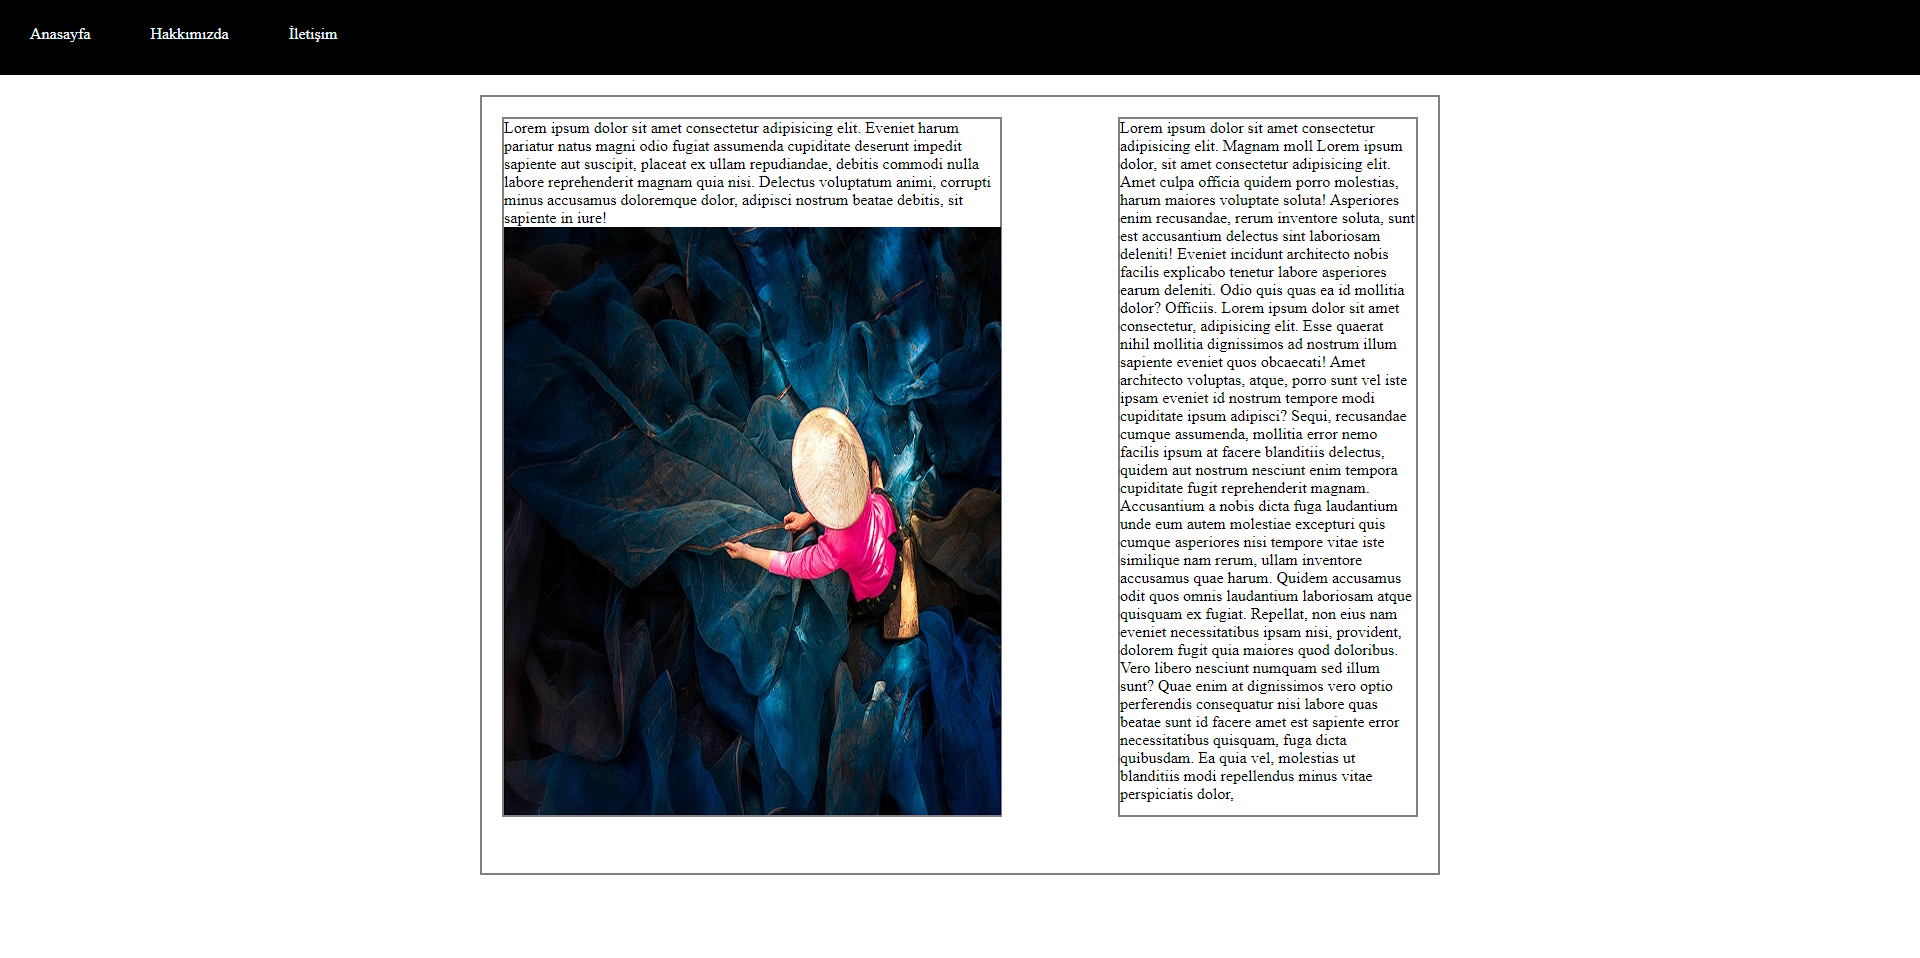 Anasayfa Hakkımızda İletişim
Lorem ipsum dolor sit amet consectetur adipisicing elit. Eveniet harum
pariatur natus magni odio fugiat assumenda cupiditate deserunt impedit
sapiente aut suscipit, placeat ex ullam repudiandae, debitis commodi nulla
labore reprehenderit magnam quia nisi. Delectus voluptatum animi, corrupti
minus accusamus doloremque dolor, adipisci nostrum beatae debitis, sit
sapiente in iure!
Lorem ipsum dolor sit amet consectetur
adipisicing elit. Magnam moll Lorem ipsum
dolor, sit amet consectetur adipisicing elit.
Amet culpa officia quidem porro molestias,
harum maiores voluptate soluta! Asperiores
enim recusandae, rerum inventore soluta, sunt
est accusantium delectus sint laboriosam
deleniti! Eveniet incidunt architecto nobis
facilis explicabo tenetur labore asperiores
earum deleniti. Odio quis quas ea id mollitia
dolor? Officiis. Lorem ipsum dolor sit amet
consectetur, adipisicing elit. Esse quaerat
nihil mollitia dignissimos ad nostrum illum
sapiente eveniet quos obcaecati! Amet
architecto voluptas, atque, porro sunt vel iste
ipsam eveniet id nostrum tempore modi
cupiditate ipsum adipisci? Sequi, recusandae
cumque assumenda, mollitia error nemo
facilis ipsum at facere blanditiis delectus,
quidem aut nostrum nesciunt enim tempora
cupiditate fugit reprehenderit magnam.
Accusantium a nobis dicta fuga laudantium
unde eum autem molestiae excepturi quis
cumque asperiores nisi tempore vitae iste
similique nam rerum, ullam inventore
accusamus quae harum. Quidem accusamus
odit quos omnis laudantium laboriosam atque
quisquam ex fugiat. Repellat, non eius nam
eveniet necessitatibus ipsam nisi, provident,
dolorem fugit quia maiores quod doloribus.
Vero libero nesciunt numquam sed illum
sunt? Quae enim at dignissimos vero optio
perferendis consequatur nisi labore quas
beatae sunt id facere amet est sapiente error
necessitatibus quisquam, fuga dicta
quibusdam. Ea quia vel, molestias ut
blanditiis modi repellendus minus vitae
perspiciatis dolor,